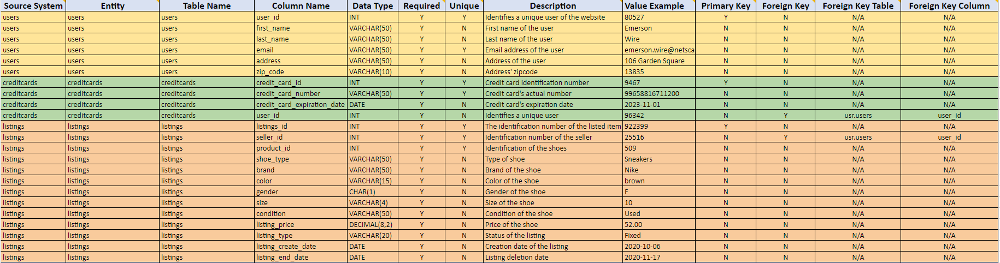 Source System Entity Table Name Column Name Data Type Required Unique Description Value Example Primary Key Foreign Key Foreign Key Table Foreign Key Column
users users users user_id INT Y Y Identifies a unique user of the website 80527 Y N N/A N/A
users users users first_name VARCHAR(50) Y N First name of the user Emerson N N N/A N/A
users users users last_name VARCHAR(50) Y N Last name of the user Wire N N N/A N/A
users users users email VARCHAR(50) Y Y Email address of the user emerson.wire@netsca N N N/A N/A
users users users address VARCHAR(50) Y N Address of the user 106 Garden Square N N N/A N/A
users users users zip_code VARCHAR(10) Y N Address' zipcode 13835 N N N/A N/A
creditcards creditcards creditcards credit_card_id INT Y Y Credit card identification number 9467 Y N N/A N/A
creditcards creditcards creditcards credit_card_number VARCHAR(50) Y Y Credit card's actual number 99658816711200 N N N/A N/A
creditcards creditcards creditcards credit_card_expiration_date DATE Y N Credit card's expiration date 2023-11-01 N N N/A N/A
creditcards creditcards creditcards user_id INT Y N Identifies a unique user 96342 N Y usr.users user_id
listings listings listings listings_id INT Y Y The identification number of the listed item 922399 Y N N/A N/A
listings listings listings seller_id INT Y Y Identification number of the seller 25516 N Y usr.users user_id
listings listings listings product_id INT Y Y Identification of the shoes 509 N N N/A N/A
listings listings listings shoe_type VARCHAR(50) Y N Type of shoe Sneakers N N N/A N/A
listings listings listings brand VARCHAR(50) Y N Brand of the shoe Nike N N N/A N/A
listings listings listings color VARCHAR(15) Y N Color of the shoe brown N N N/A N/A
listings listings listings gender CHAR(1) Y N Gender of the shoe F N N N/A N/A
listings listings listings size VARCHAR(4) Y N Size of the shoe 10 N N N/A N/A
listings listings listings condition VARCHAR(50) Y N Condition of the shoe Used N N N/A N/A
listings listings listings listing_price DECIMAL(8,2) Y N Price of the shoe 52.00 N N N/A N/A
listings listings listings listing_type VARCHAR(20) Y N Status of the listing Fixed N N N/A N/A
listings listings listings listing_create_date DATE Y N Creation date of the listing 2020-10-06 N N N/A N/A
listings listings listings listing_end_date DATE Y N Listing deletion date 2020-11-17 N N N/A N/A